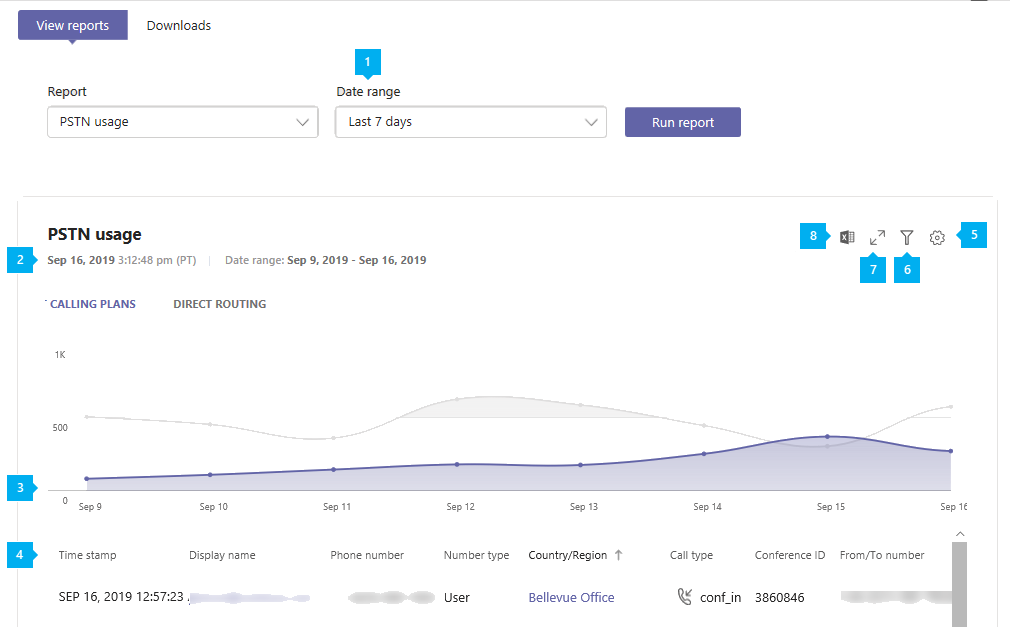 View reports Downloads
1
Report Date range
PSTN usage Last 7 days Run report
PSTN usage
8 5
2 Sep 16, 2019 3:12:48 pm (PT) Date range: Sep 9, 2019 - Sep 16, 2019
7 6
CALLING PLANS DIRECT ROUTING
1K
500
3
0
Sep 9 Sep 10 Sep 11 Sep 12 Sep 13 Sep 14 Sep 15 Sep 16
4 Time stamp Display name Phone number Number type Country/Region ↑ Call type Conference ID From/To number
SEP 16, 2019 12:57:23 User Bellevue Office conf_in 3860846